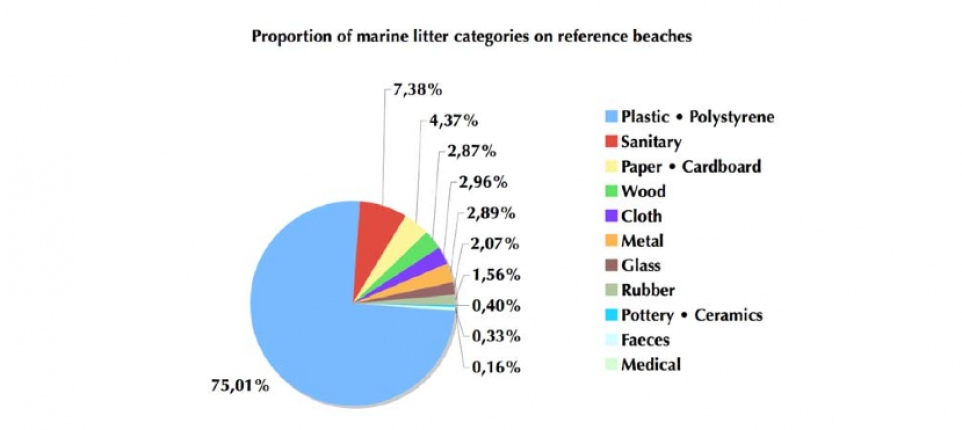 Proportion of marine litter categories on reference beaches
7,38%
4,37%
2,87%
2,96%
2,89%
2,07%
1,56%
0,40%
0,33%
0,16%
75,01%
Plastic • Polystyrene
Sanitary
Paper • Cardboard
Wood
Cloth
Metal
Glass
Rubber
Pottery • Ceramics
Faeces
Medical